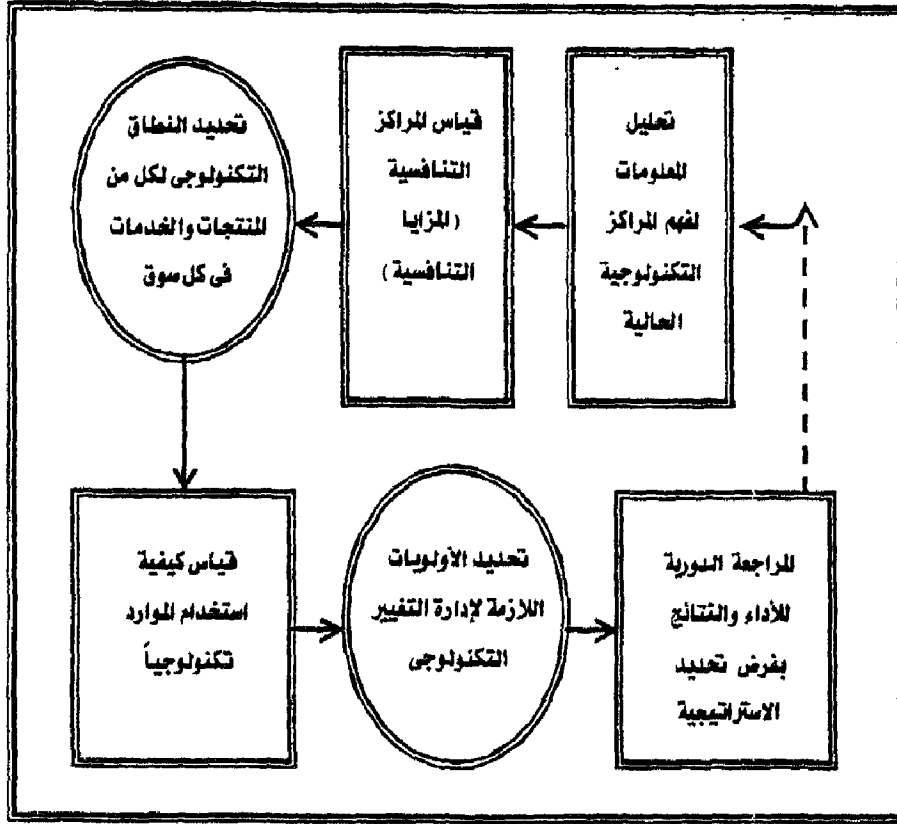 تحليل
المعلومات
لفهم المراكز
التكنولوجية
الحالية
قياس المراكز
التنافسية
(المزايا
التنافسية)
تحديد النطاق
التكنولوجى لكل من
المنتجات والخدمات
فى كل سوق
قياس كيفية
استخدام الموارد
تكنولوجياً
تحديد الأولويات
اللازمة لإدارة التغيير
التكنولوجى
المراجعة الدورية
للأداء والنتائج
بغرض تحديد
الاستراتيجية